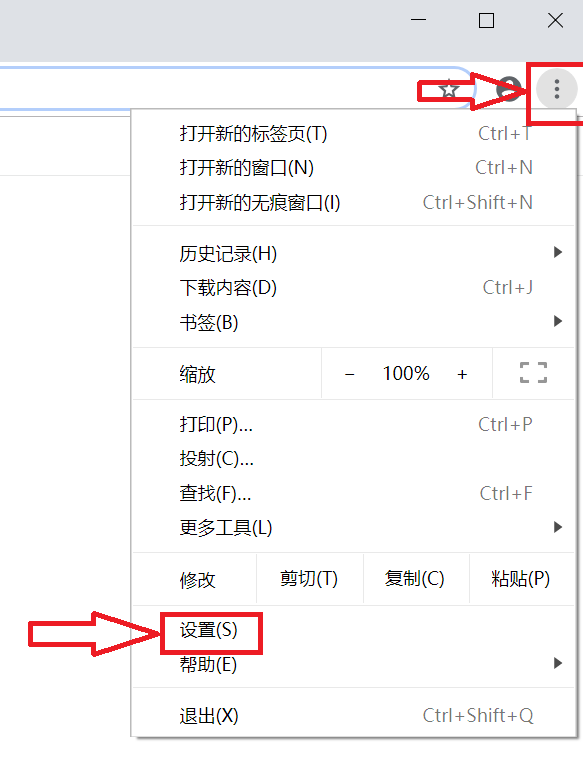 打开新的标签页(T) Ctrl+T
打开新的窗口(N) Ctrl+N
打开新的无痕窗口(I) Ctrl+Shift+N
历史记录(H)
下载内容(D) Ctrl+J
书签(B)
缩放 − 100% +
打印(P)... Ctrl+P
投射(C)...
查找(F)... Ctrl+F
更多工具(L)
修改 剪切(T) 复制(C) 粘贴(P)
设置(S)
帮助(E)
退出(X) Ctrl+Shift+Q